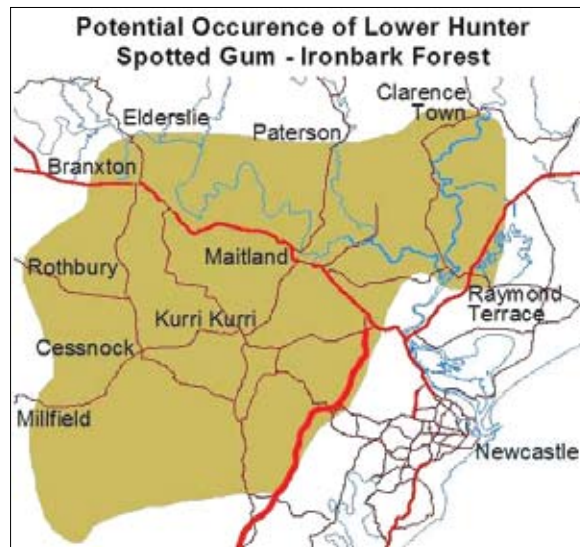 Potential Occurence of Lower Hunter
Spotted Gum - Ironbark Forest
Clarence
Town
Elderslie
Paterson
Branxton
Maitland
Rothbury
Raymond
Terrace
Kurri Kurri
Cessnock
Millfield
Newcastle